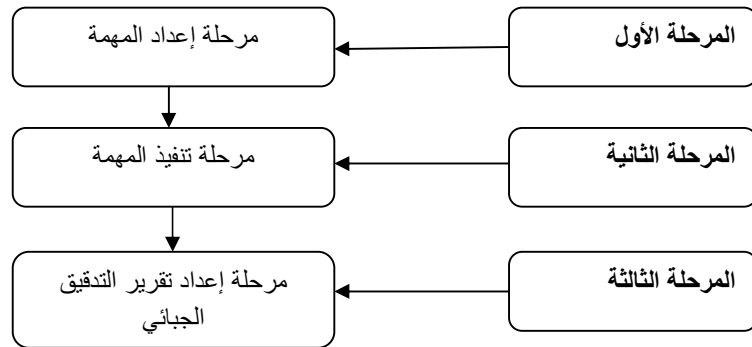 المرحلة الأول
مرحلة إعداد المهمة
المرحلة الثانية
مرحلة تنفيذ المهمة
المرحلة الثالثة
مرحلة إعداد تقرير التدقيق
الجبائي